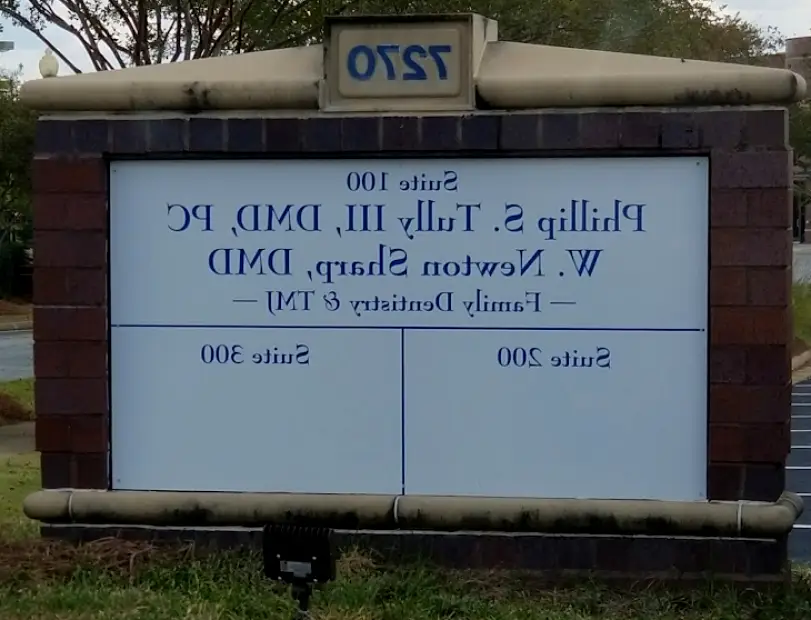 7270
Suite 100
Phillip S. Tully III, DMD, PC
W. Newton Sharp, DMD
— Family Dentistry & TMJ —
Suite 200
Suite 300